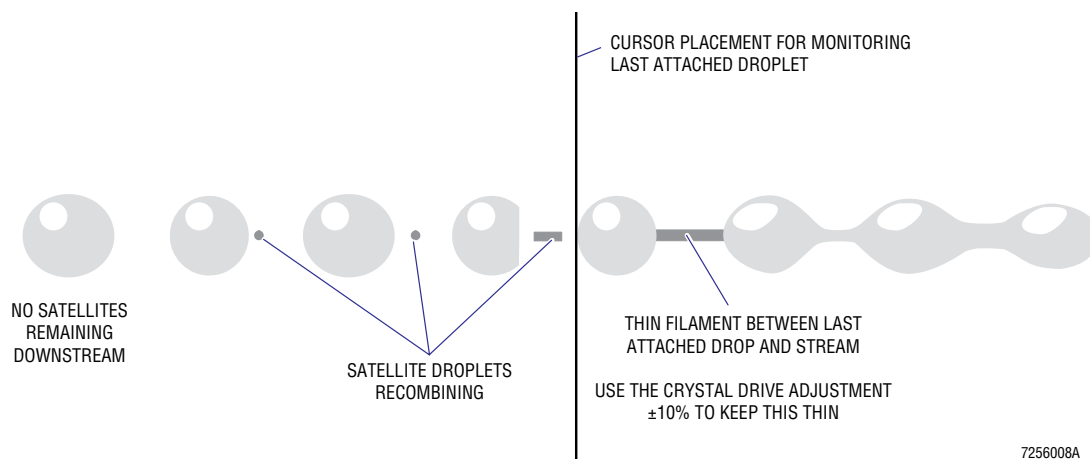 CURSOR PLACEMENT FOR MONITORING
LAST ATTACHED DROPLET
NO SATELLITES
REMAINING
DOWNSTREAM
SATELLITE DROPLETS
RECOMBINING
THIN FILAMENT BETWEEN LAST
ATTACHED DROP AND STREAM
USE THE CRYSTAL DRIVE ADJUSTMENT
±10% TO KEEP THIS THIN
7256008A